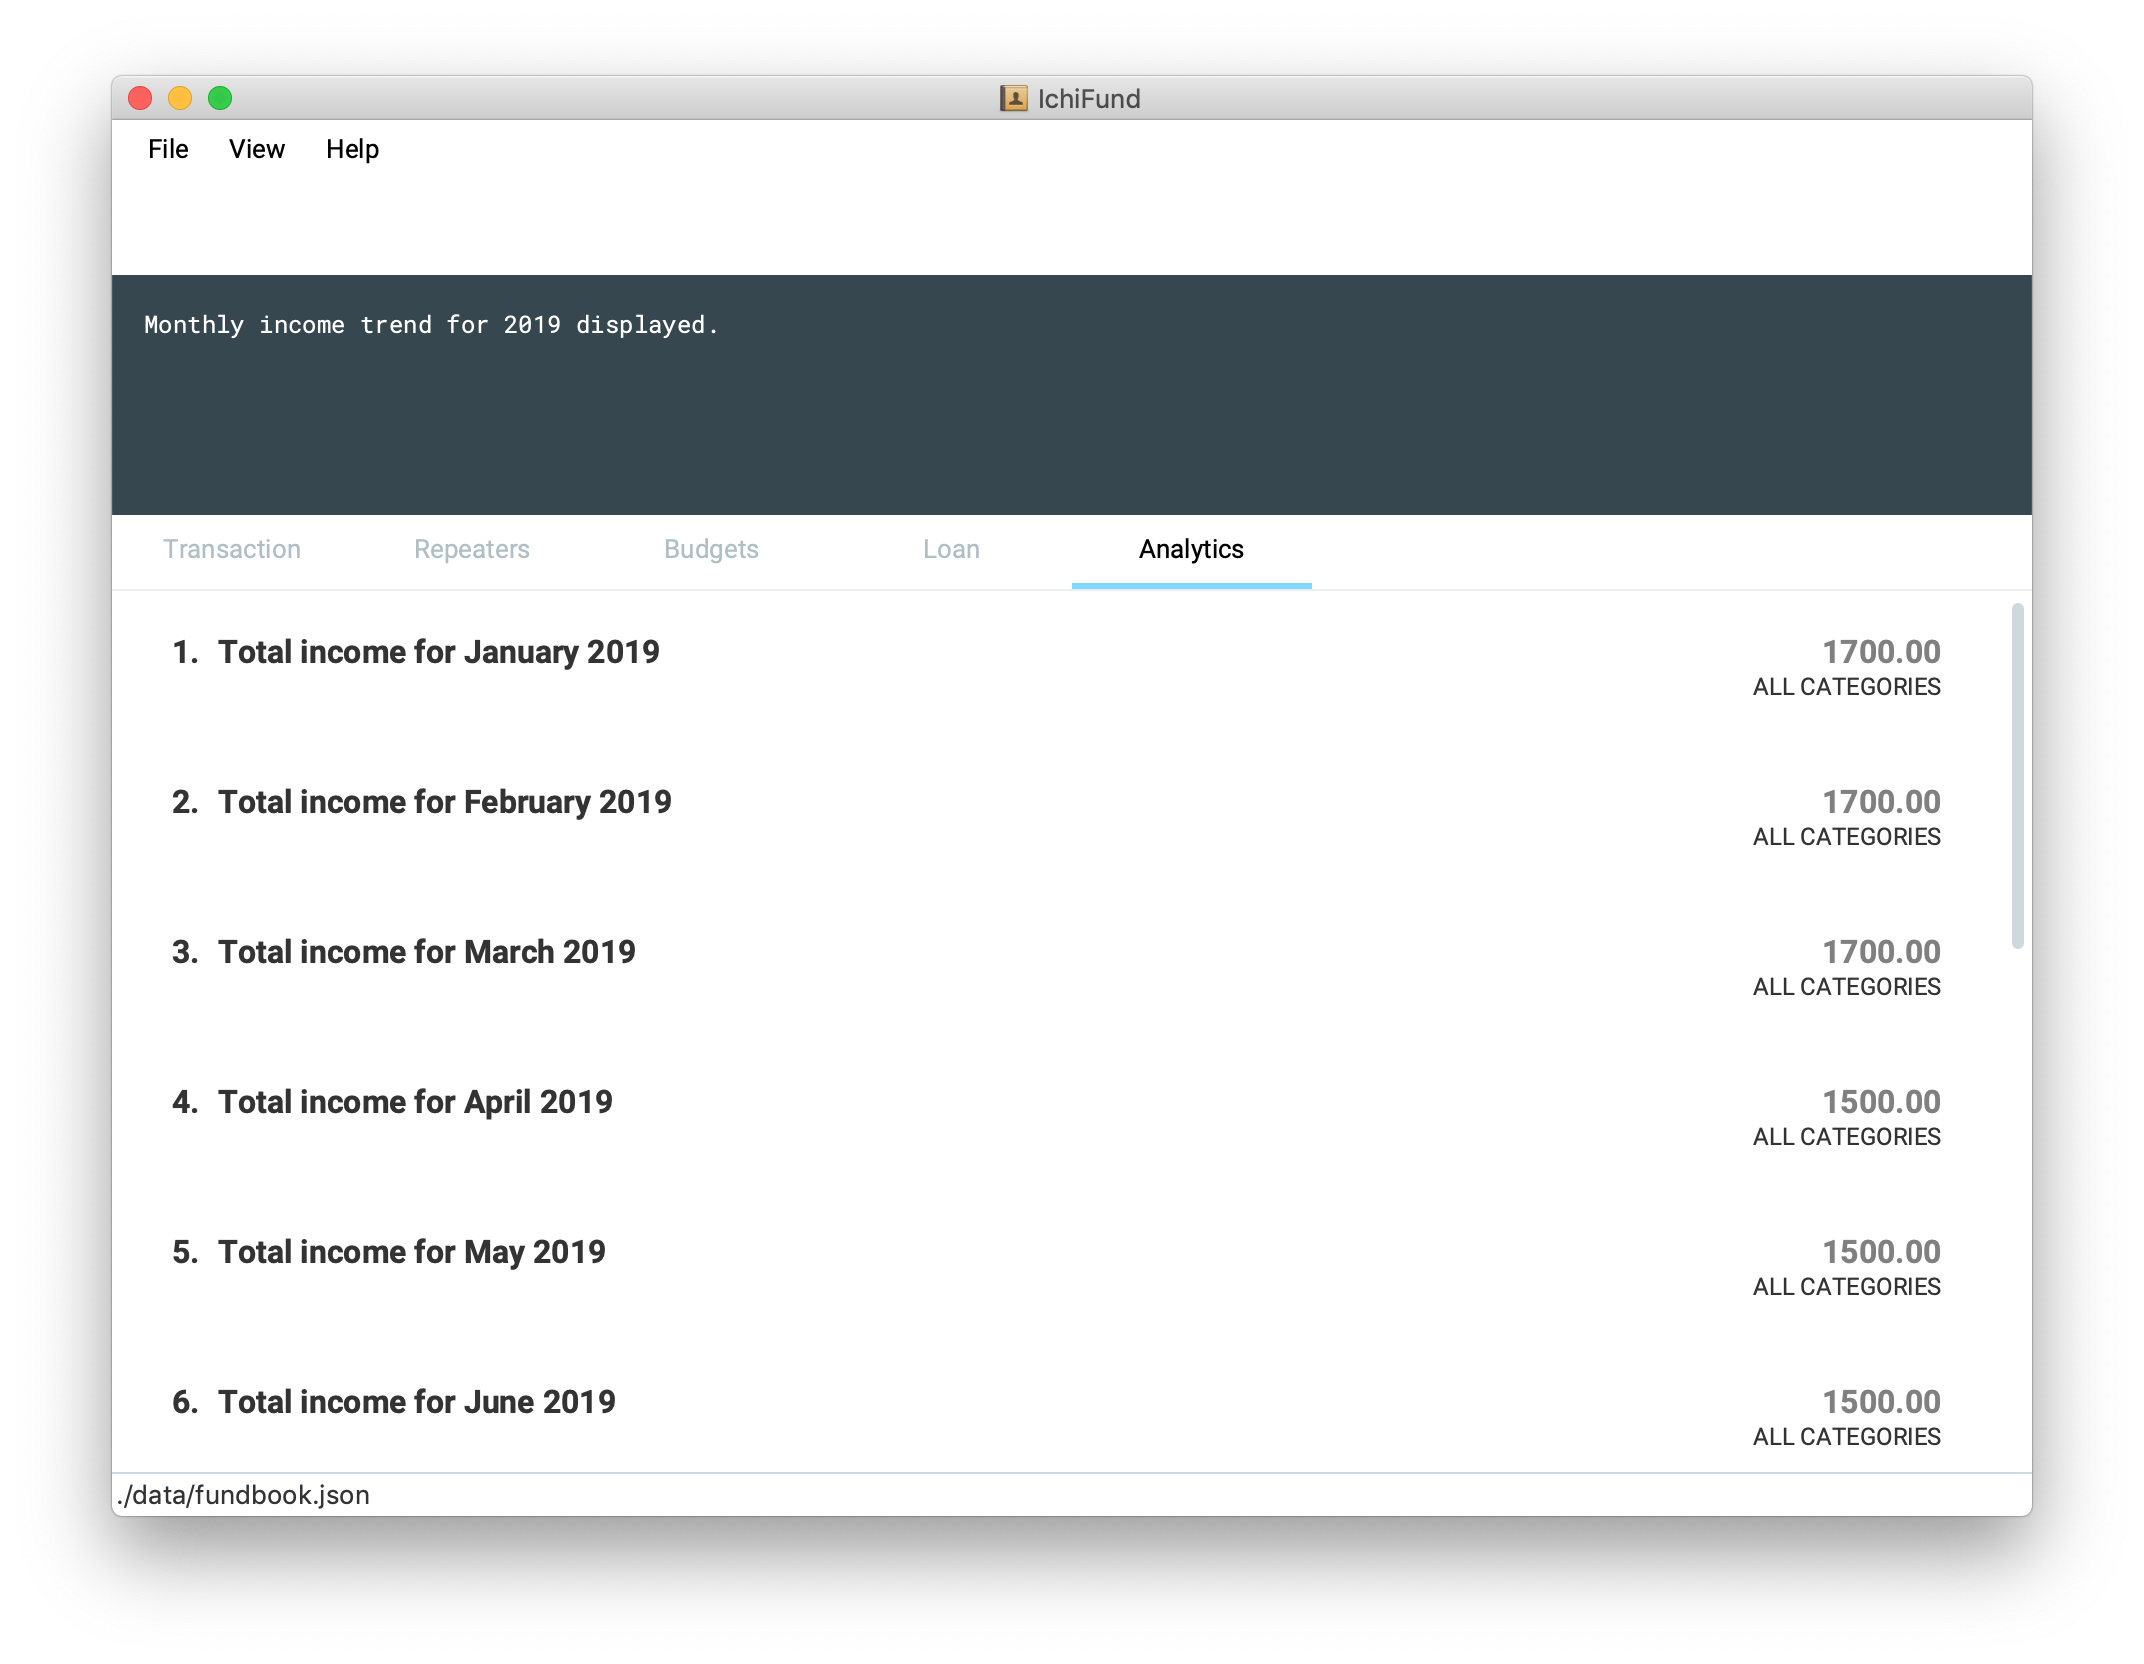 IchiFund
File View Help
Monthly income trend for 2019 displayed.
Transaction Repeaters Budgets Loan Analytics
1. Total income for January 2019 1700.00
ALL CATEGORIES
2. Total income for February 2019 1700.00
ALL CATEGORIES
3. Total income for March 2019 1700.00
ALL CATEGORIES
4. Total income for April 2019 1500.00
ALL CATEGORIES
5. Total income for May 2019 1500.00
ALL CATEGORIES
6. Total income for June 2019 1500.00
ALL CATEGORIES
./data/fundbook.json